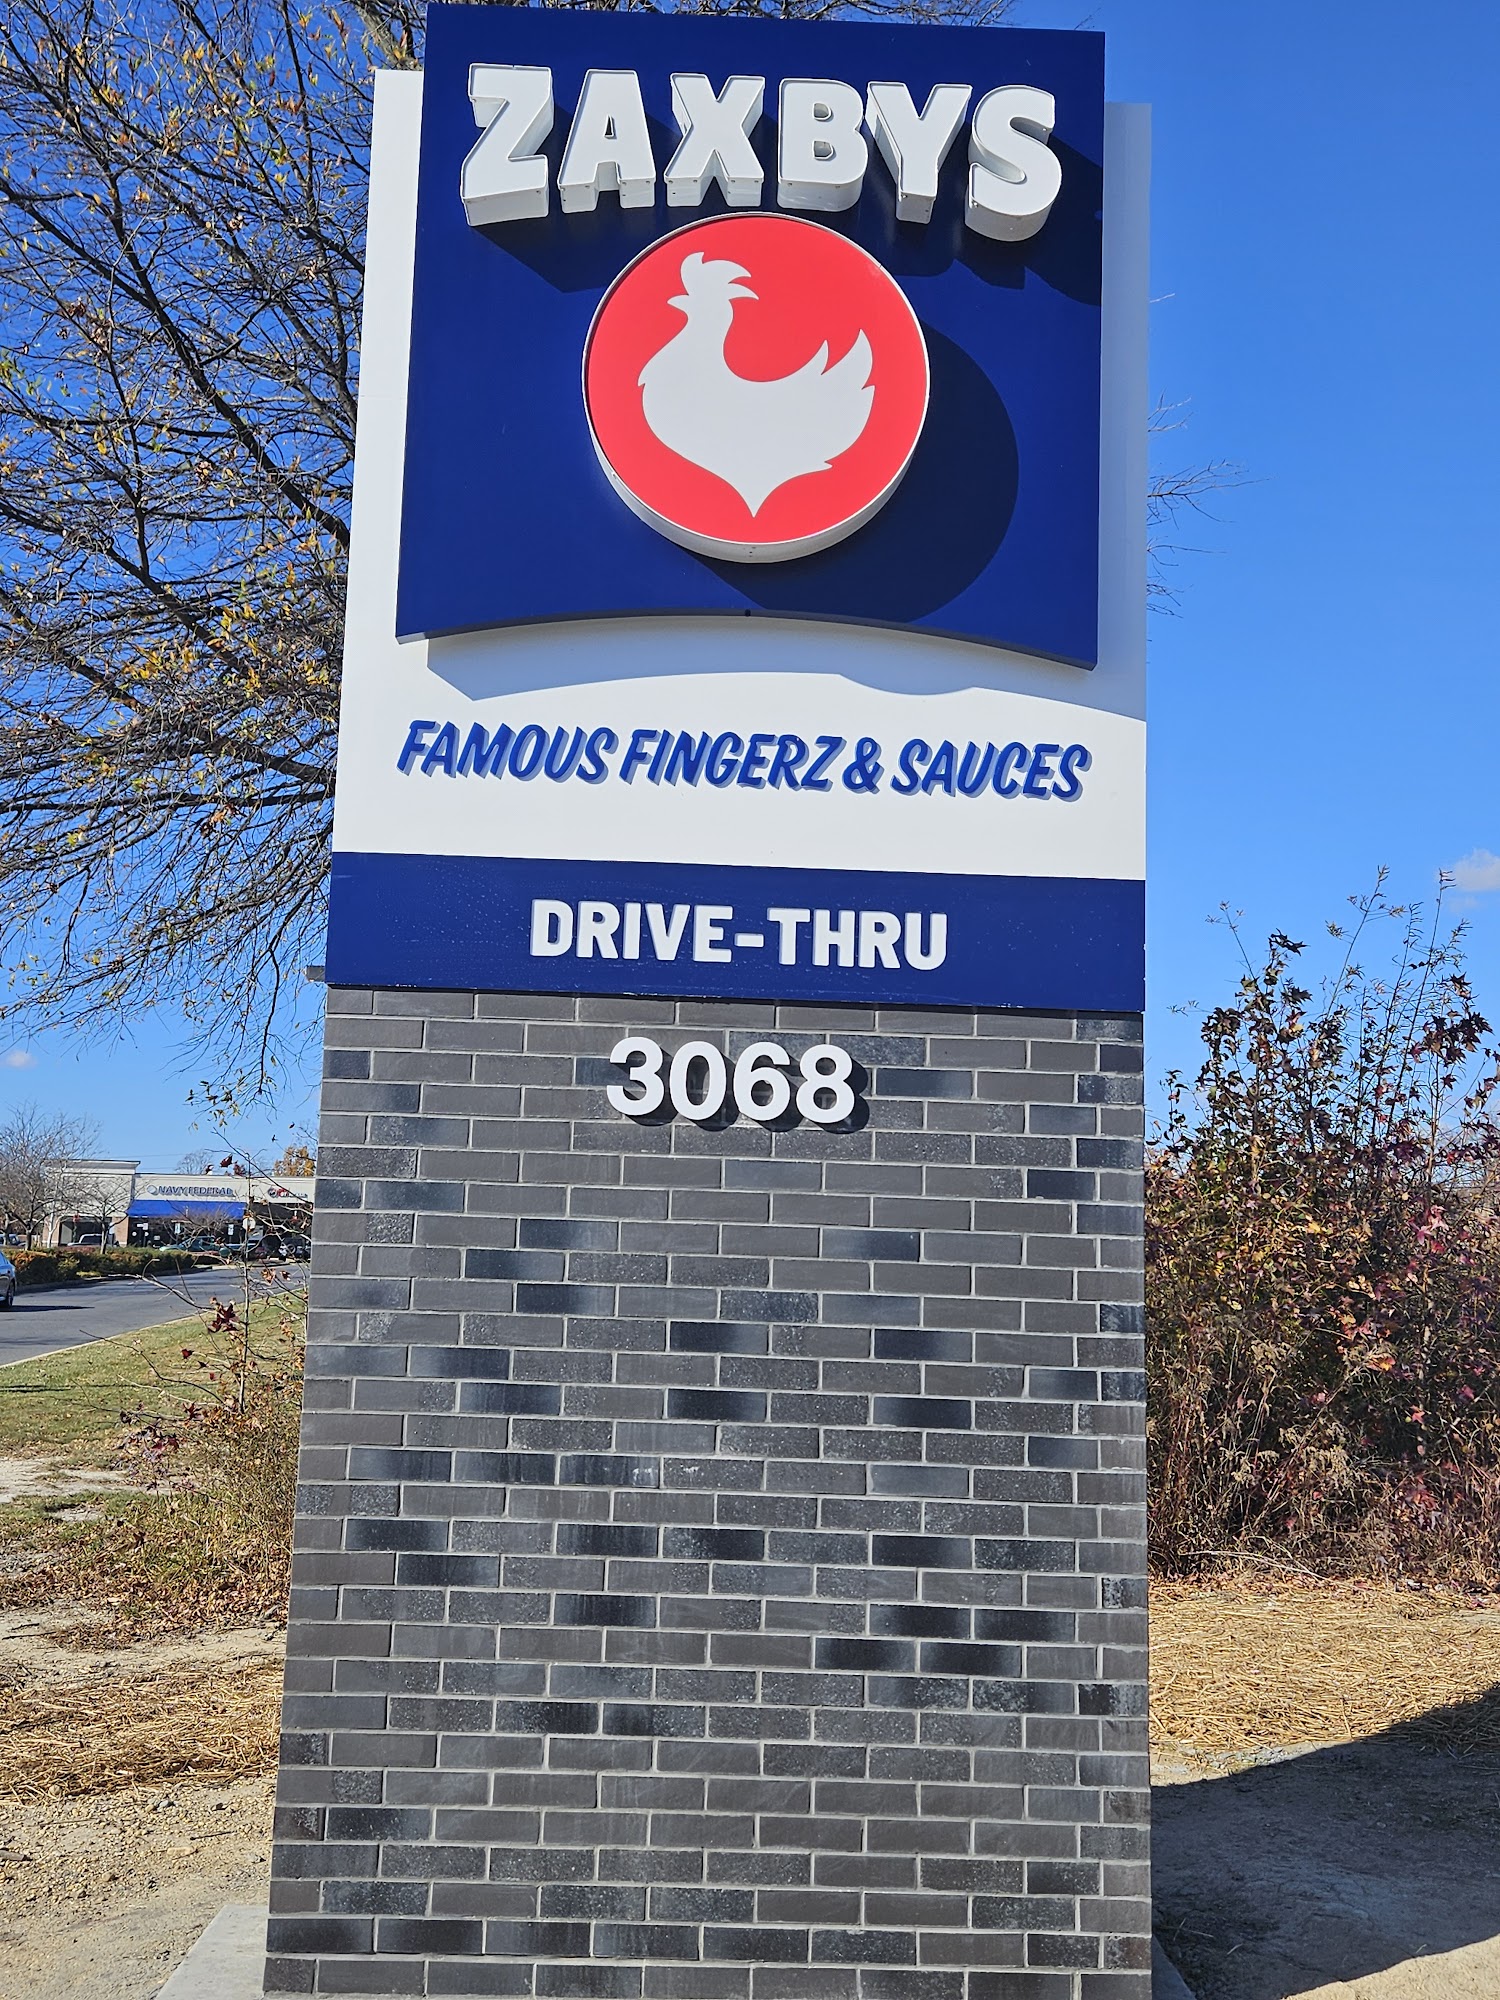 ZAXBYS
FAMOUS FINGERZ & SAUCES
DRIVE-THRU
3068
NAVY FEDERAL